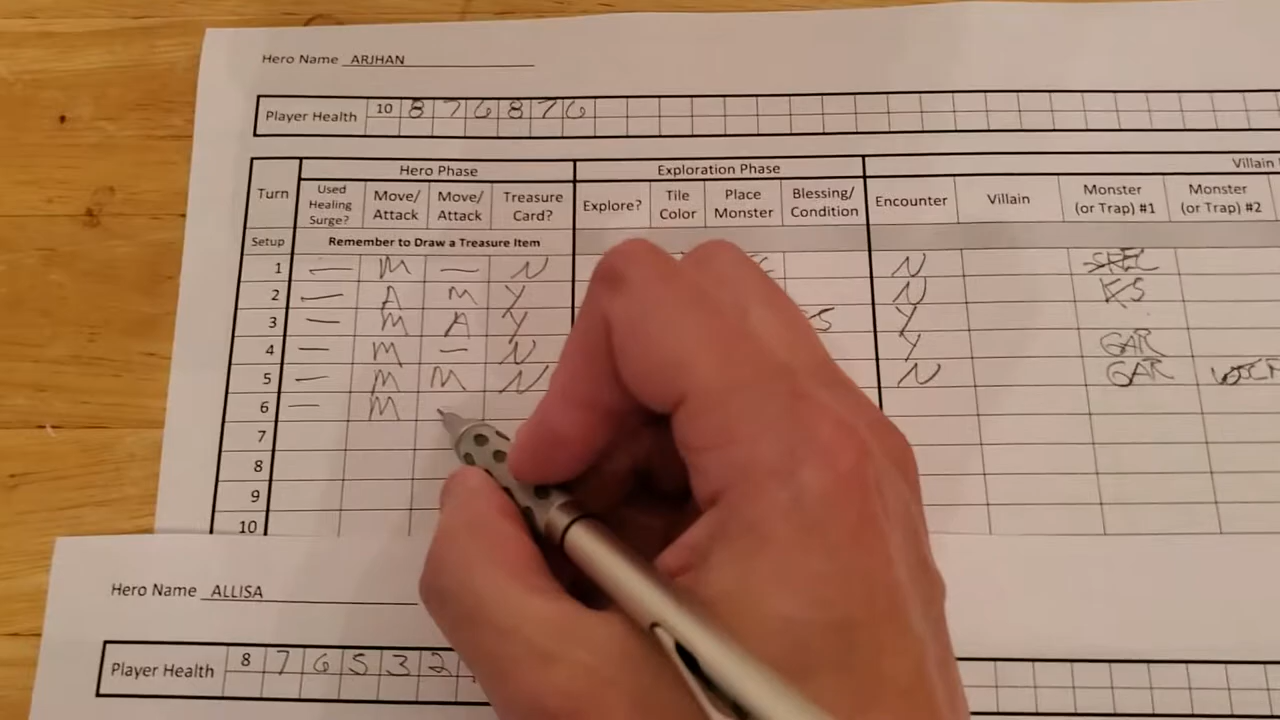 Hero Name ARJHAN
Player Health 10 8 7 6 8 7 6
Hero Phase Exploration Phase Villain
Turn Used Healing Surge? Move/ Attack Move/ Attack Treasure Card? Explore? Tile Color Place Monster Blessing/ Condition Encounter Villain Monster (or Trap) #1 Monster (or Trap) #2
Setup Remember to Draw a Treasure Item
1 — M — N N
2 — A M Y N KS
3 — M A Y Y
4 — M — N Y GAR
5 — M M N N GAR
6 — M
7
8
9
10
Hero Name ALLISA
Player Health 8 7 6 5 3 2